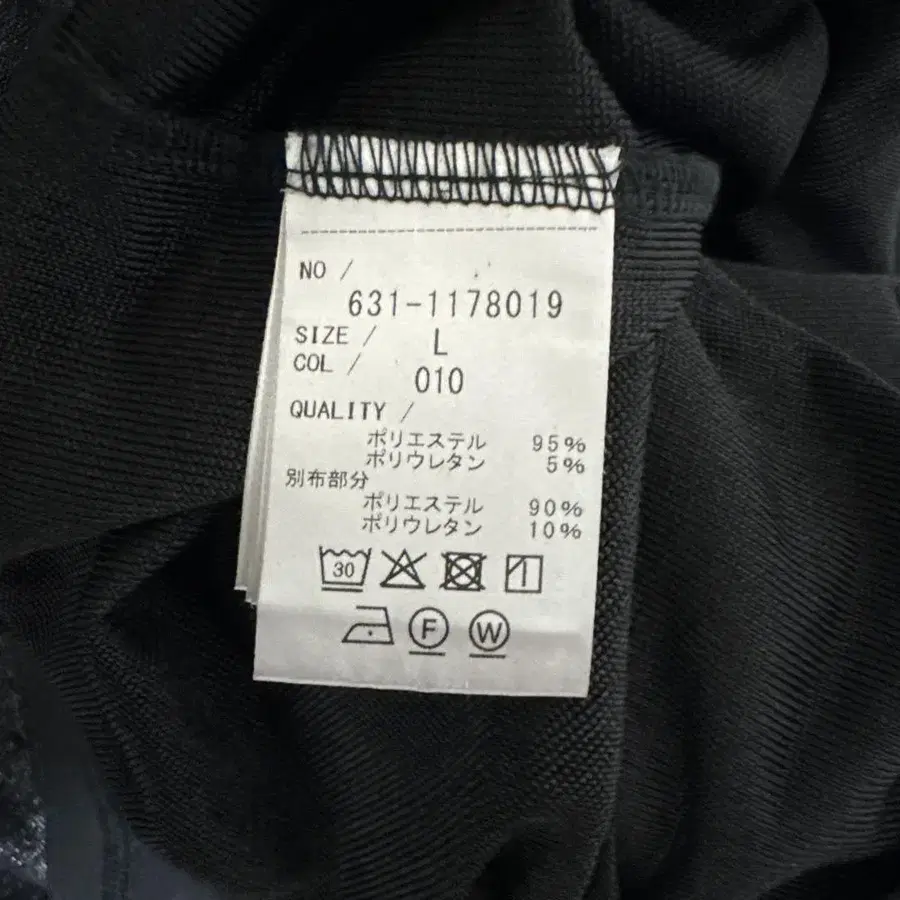 NO /
631-1178019
SIZE / L
COL / 010
QUALITY /
ポリエステル 95%
ポリウレタン 5%
別布部分
ポリエステル 90%
ポリウレタン 10%
30
F W